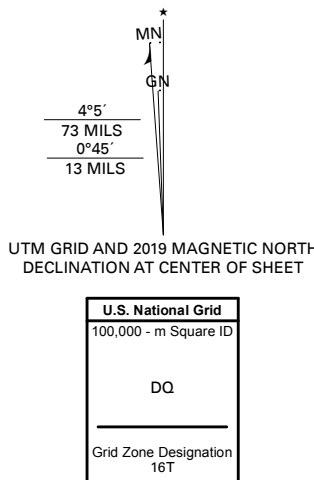 ★
MN
GN
4°5´
73 MILS
0°45´
13 MILS
UTM GRID AND 2019 MAGNETIC NORTH
DECLINATION AT CENTER OF SHEET
U.S. National Grid
100,000 - m Square ID
DQ
Grid Zone Designation
16T